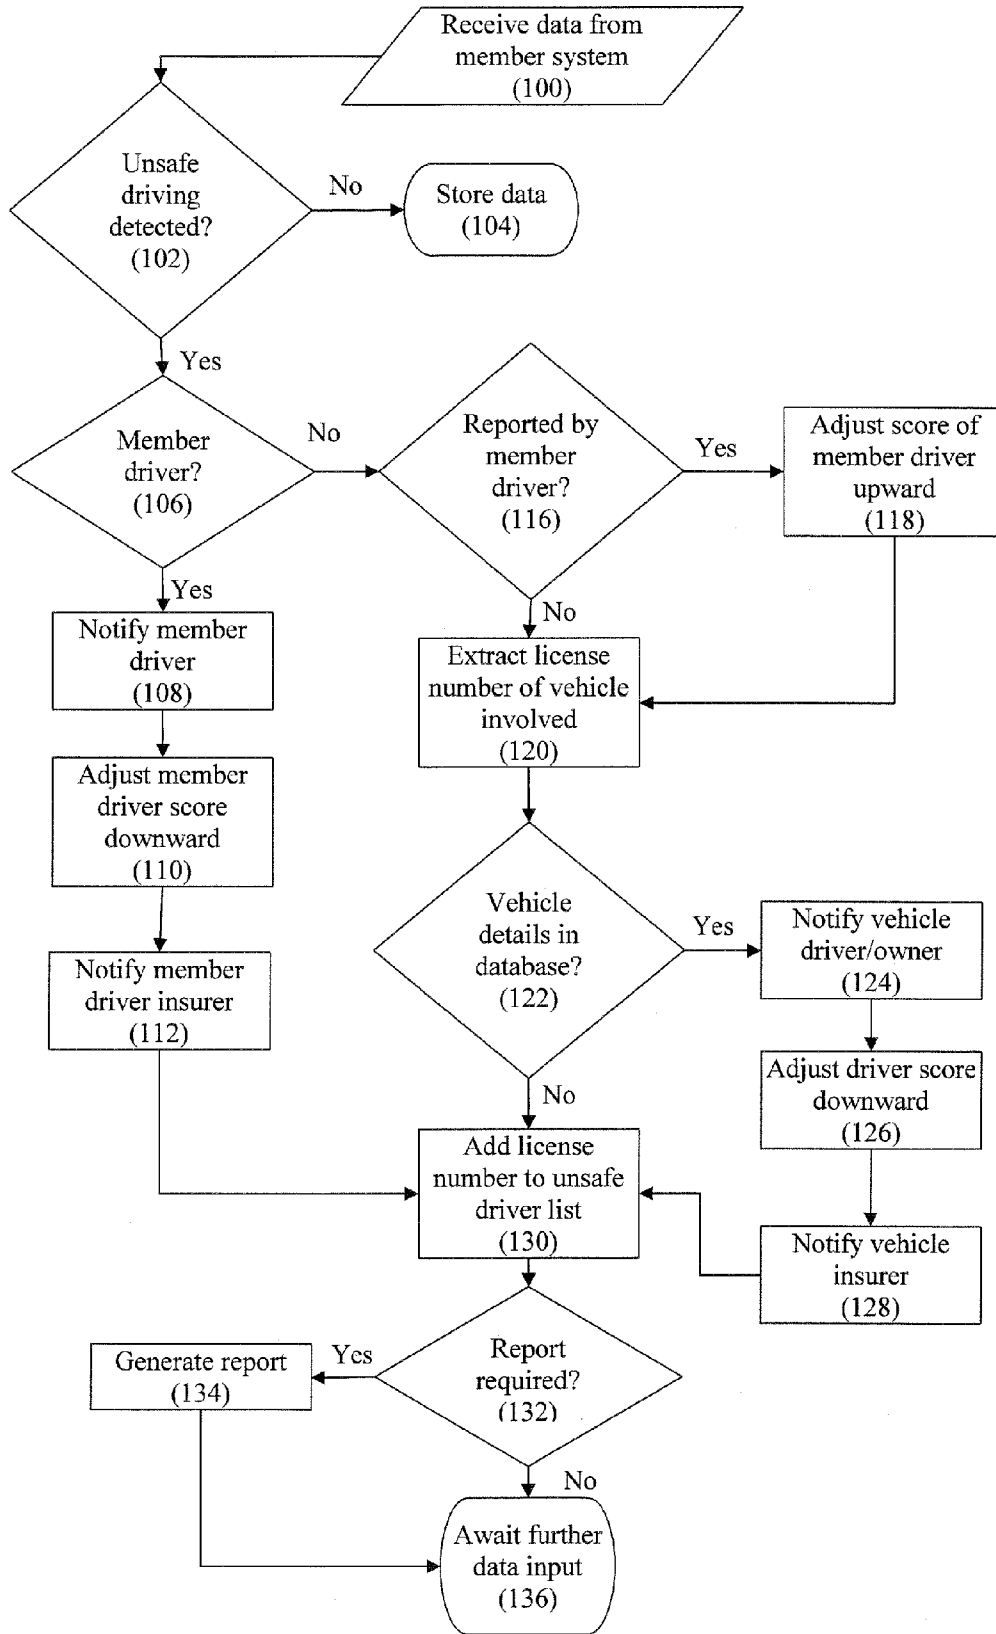 Receive data from
member system
(100)
Unsafe
driving
detected?
(102)
No
Store data
(104)
Yes
Member
driver?
(106)
No
Reported by
member
driver?
(116)
Yes
Adjust score of
member driver
upward
(118)
Yes
Notify member
driver
(108)
No
Extract license
number of vehicle
involved
(120)
Adjust member
driver score
downward
(110)
Vehicle
details in
database?
(122)
Yes
Notify vehicle
driver/owner
(124)
Notify member
driver insurer
(112)
Adjust driver score
downward
(126)
No
Add license
number to unsafe
driver list
(130)
Notify vehicle
insurer
(128)
Report
required?
(132)
Yes
Generate report
(134)
No
Await further
data input
(136)